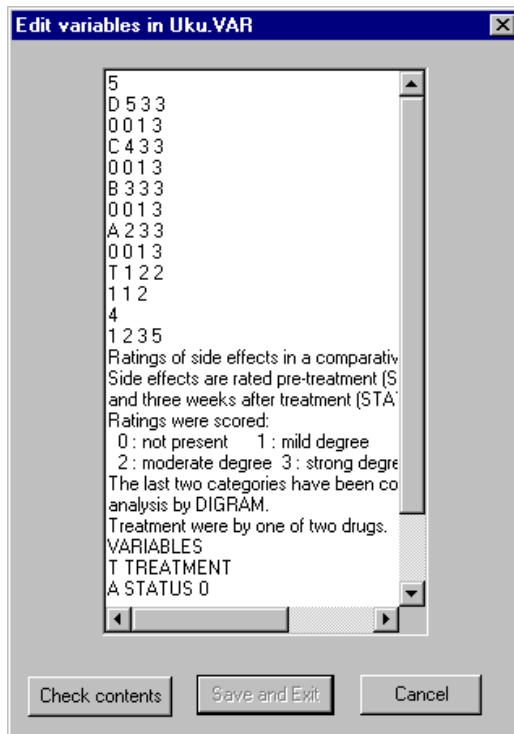 Edit variables in Uku.VAR
5
D 5 3 3
0 0 1 3
C 4 3 3
0 0 1 3
B 3 3 3
0 0 1 3
A 2 3 3
0 0 1 3
T 1 2 2
1 1 2
4
1 2 3 5
Ratings of side effects in a comparativ
Side effects are rated pre-treatment (S
and three weeks after treatment (STA
Ratings were scored:
0 : not present 1 : mild degree
2 : moderate degree 3 : strong degre
The last two categories have been co
analysis by DIGRAM.
Treatment were by one of two drugs.
VARIABLES
T TREATMENT
A STATUS 0
Check contents
Save and Exit
Cancel